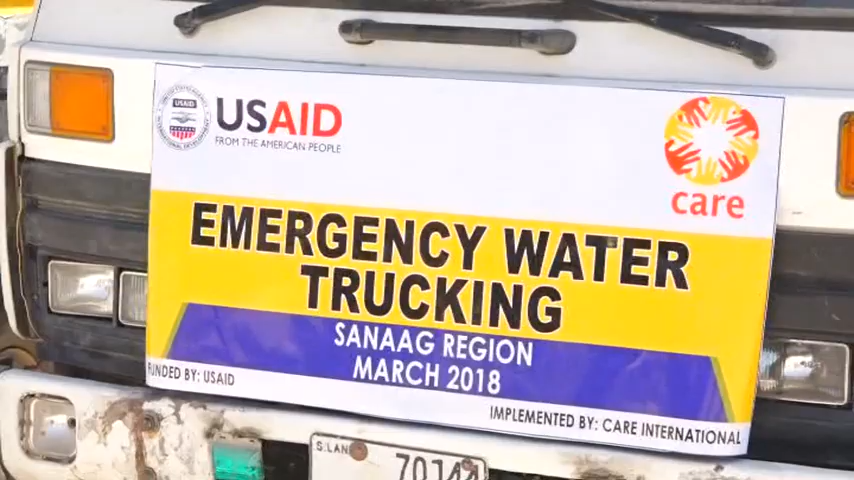 USAID
FROM THE AMERICAN PEOPLE
care
EMERGENCY WATER
TRUCKING
SANAAG REGION
MARCH 2018
FUNDED BY: USAID
IMPLEMENTED BY: CARE INTERNATIONAL
S.LAN